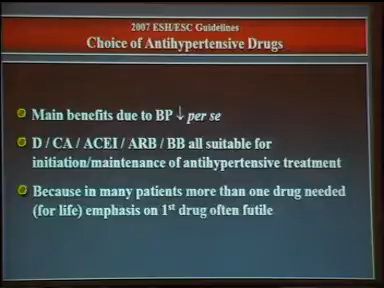 2007 ESH/ESC Guidelines
Choice of Antihypertensive Drugs
Main benefits due to BP ↓ per se
D / CA / ACEI / ARB / BB all suitable for
initiation/maintenance of antihypertensive treatment
Because in many patients more than one drug needed
(for life) emphasis on 1st drug often futile